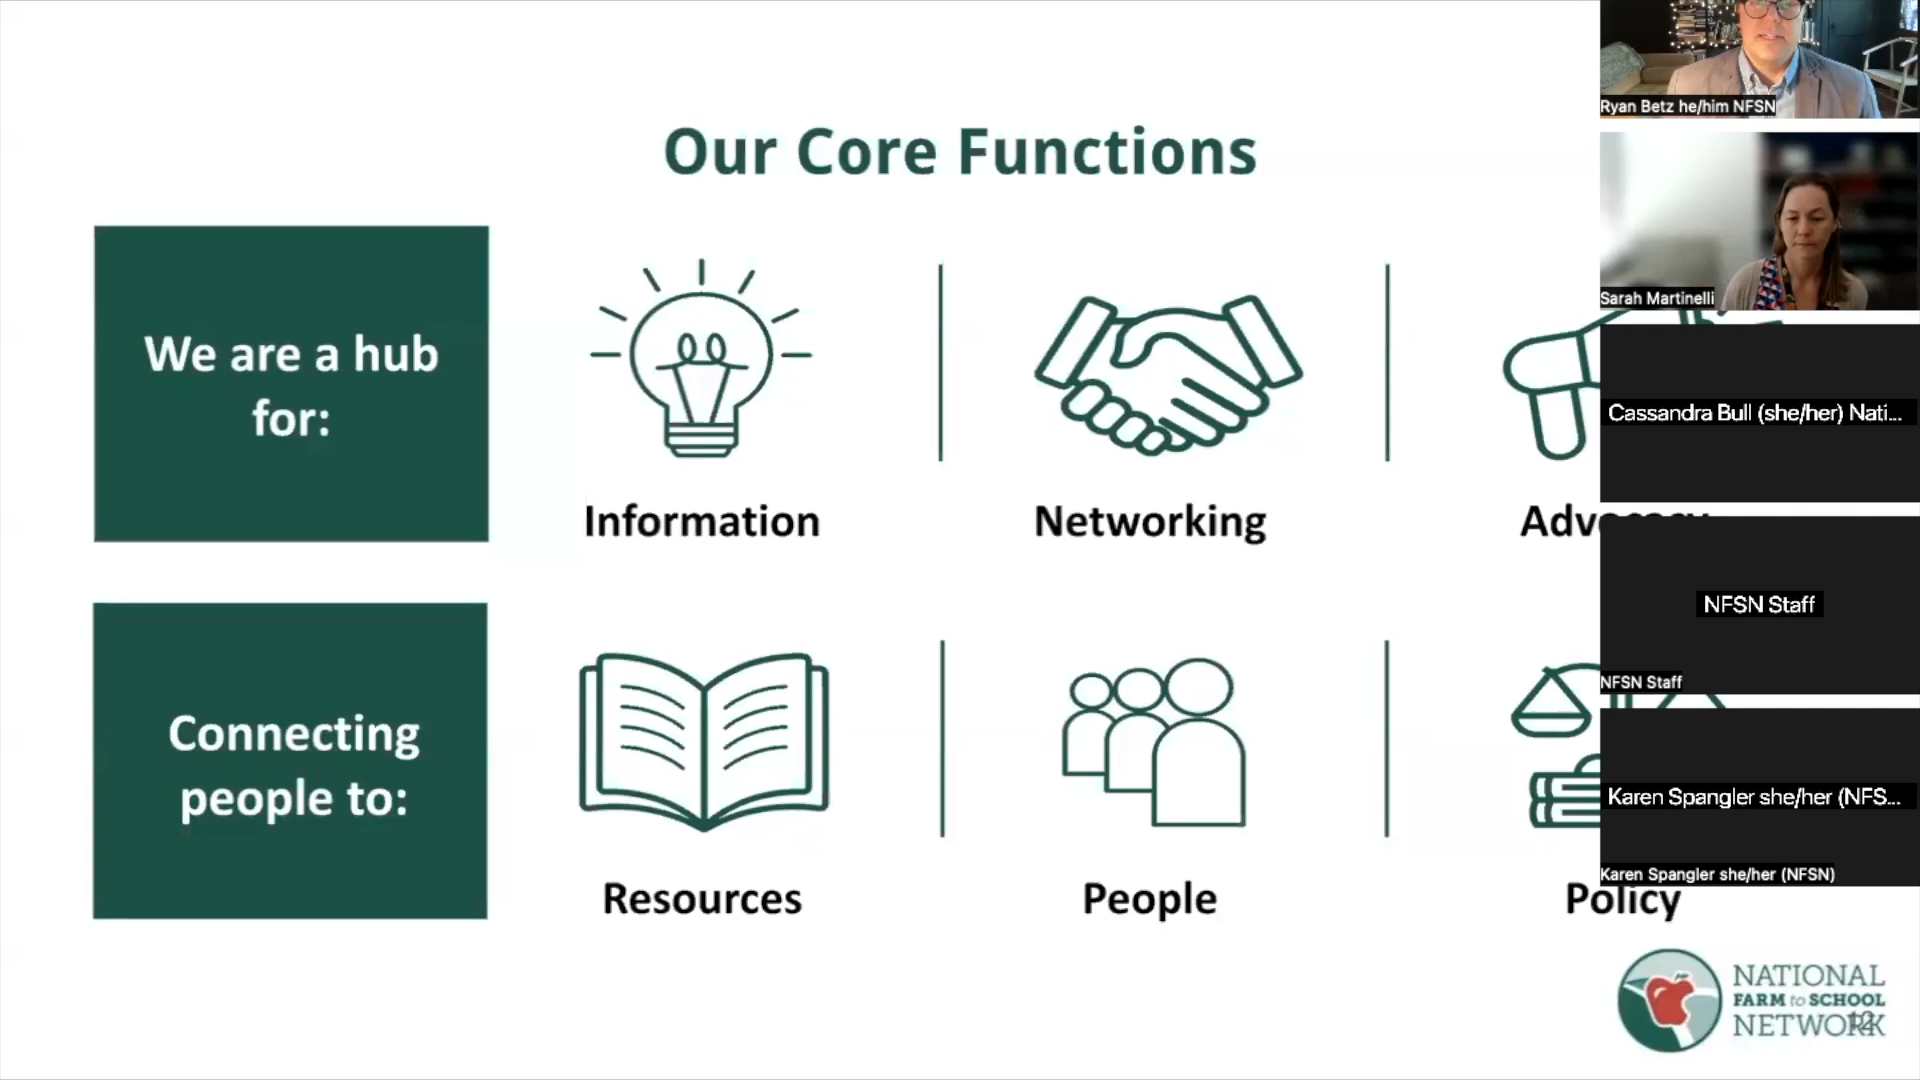 Our Core Functions
We are a hub
for:
Information
Networking
Connecting
people to:
Resources
People
Policy
Ryan Betz he/him NFSN
Sarah Martinelli
Cassandra Bull (she/her) Nati...
NFSN Staff
NFSN Staff
Karen Spangler she/her (NFS...
Karen Spangler she/her (NFSN)
NATIONAL
FARM to SCHOOL
NETWORK
12